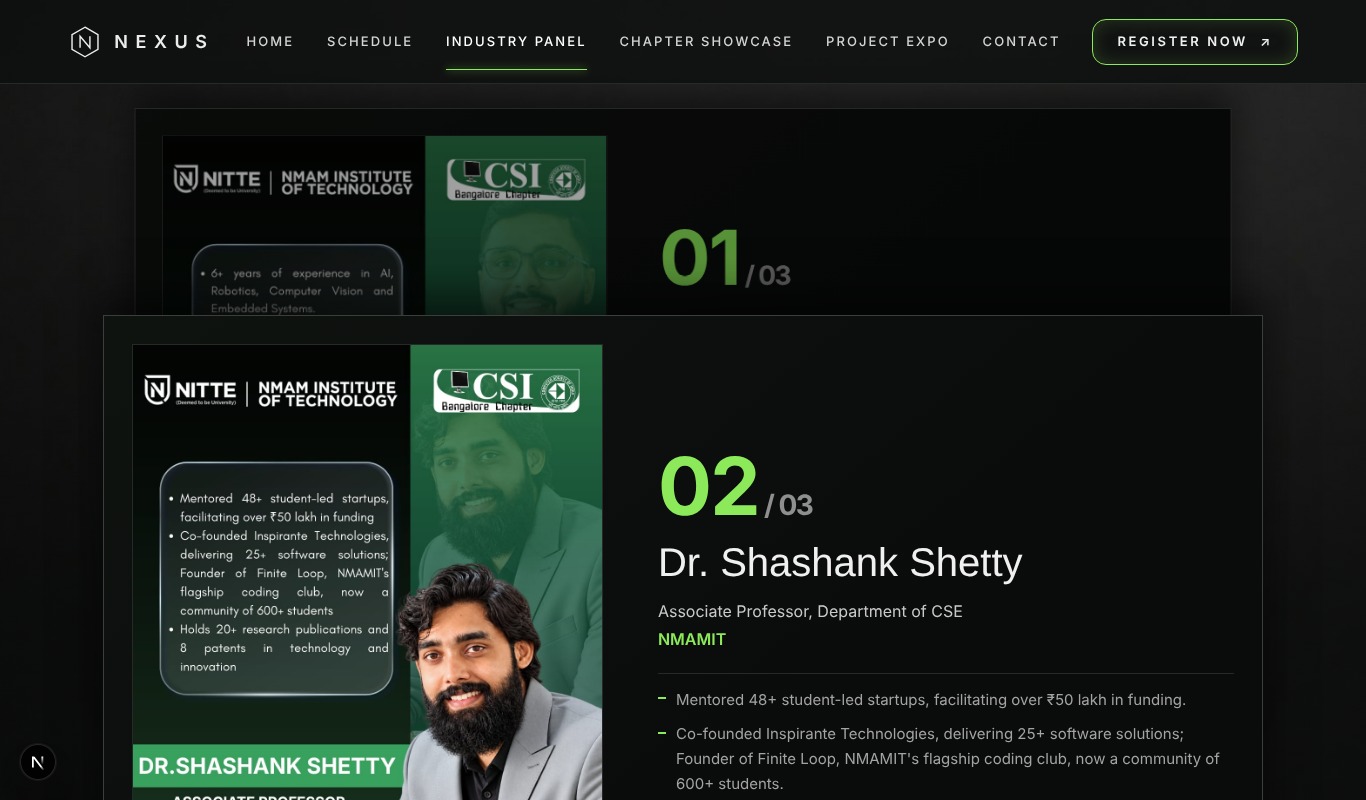 NEXUS
HOME
SCHEDULE
INDUSTRY PANEL
CHAPTER SHOWCASE
PROJECT EXPO
CONTACT
REGISTER NOW
NITTE
(Deemed to be University)
NMAM INSTITUTE
OF TECHNOLOGY
CSI
Bangalore Chapter
• 6+ years of experience in AI,
Robotics, Computer Vision and
Embedded Systems.
01 / 03
NITTE
(Deemed to be University)
NMAM INSTITUTE
OF TECHNOLOGY
CSI
Bangalore Chapter
• Mentored 48+ student-led startups,
facilitating over ₹50 lakh in funding
• Co-founded Inspirante Technologies,
delivering 25+ software solutions;
Founder of Finite Loop, NMAMIT's
flagship coding club, now a
community of 600+ students
• Holds 20+ research publications and
8 patents in technology and
innovation
DR.SHASHANK SHETTY
ASSOCIATE PROFESSOR
02 / 03
Dr. Shashank Shetty
Associate Professor, Department of CSE
NMAMIT
Mentored 48+ student-led startups, facilitating over ₹50 lakh in funding.
Co-founded Inspirante Technologies, delivering 25+ software solutions;
Founder of Finite Loop, NMAMIT's flagship coding club, now a community of
600+ students.